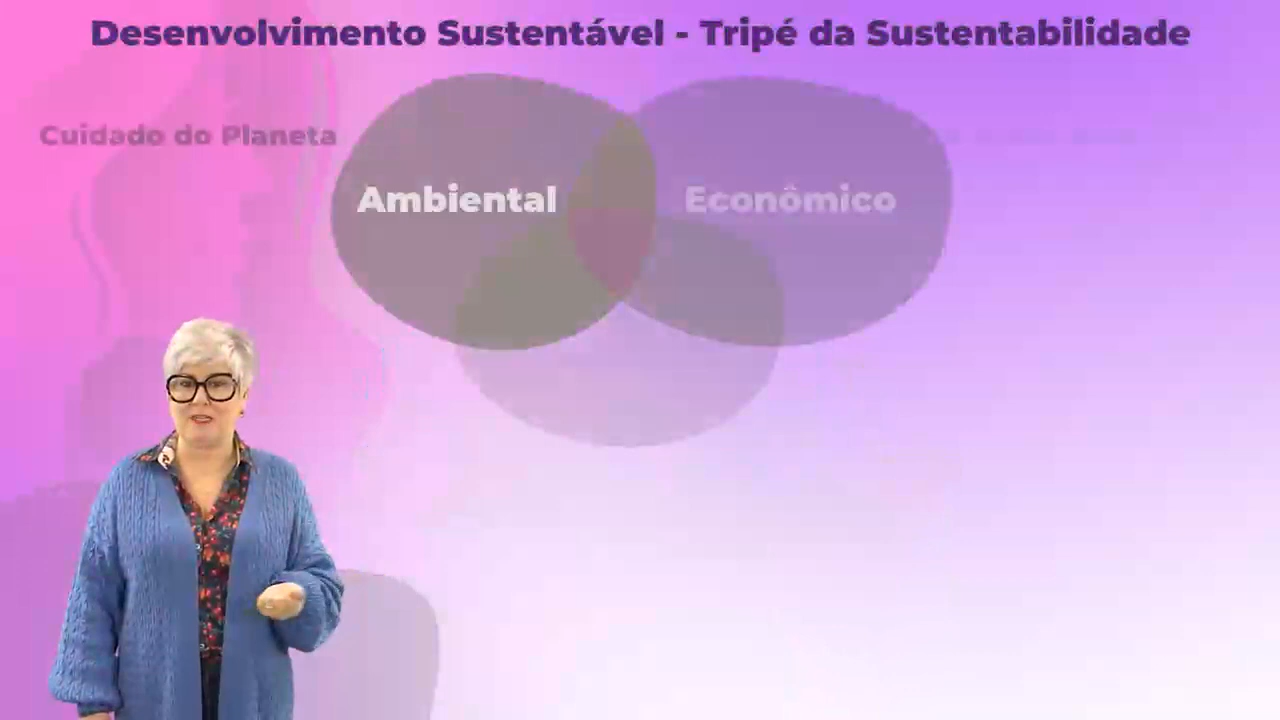 Desenvolvimento Sustentável - Tripé da Sustentabilidade
Cuidado do Planeta
Ambiental
Econômico